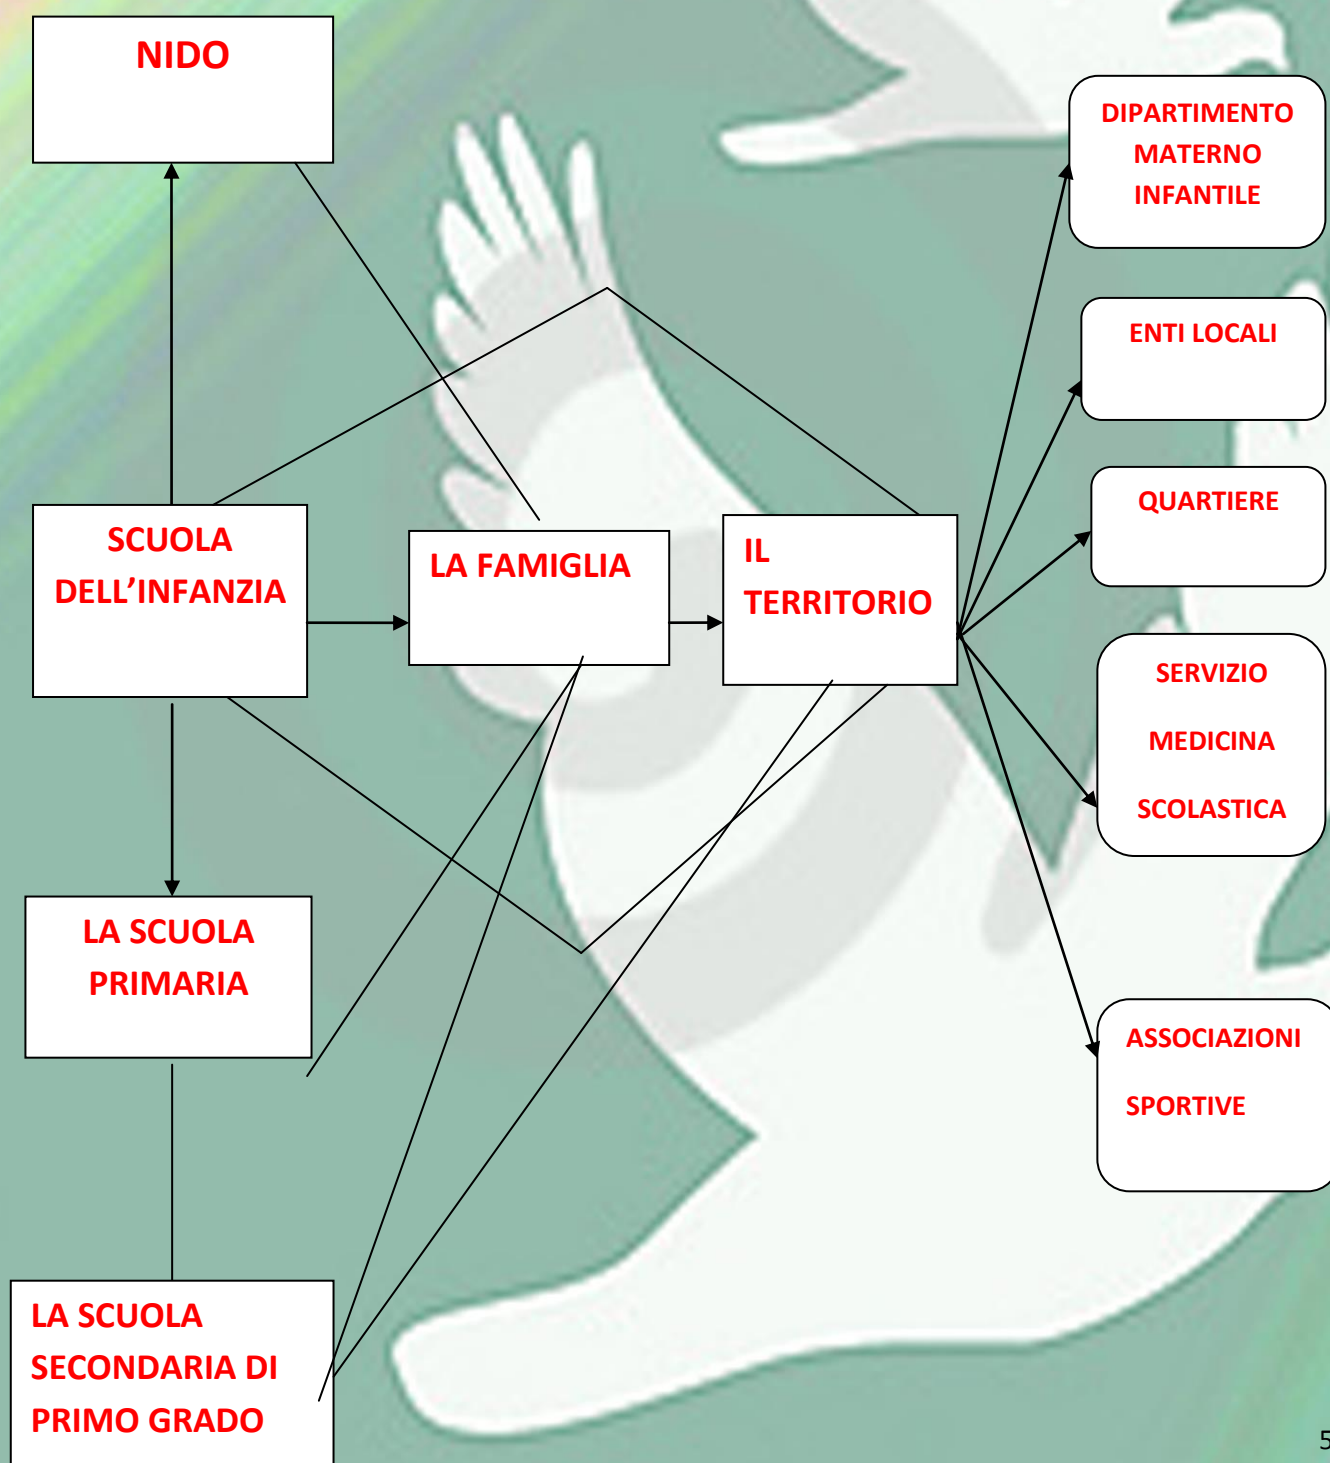 NIDO
DIPARTIMENTO
MATERNO
INFANTILE
ENTI LOCALI
QUARTIERE
SCUOLA
DELL’INFANZIA
LA FAMIGLIA
IL
TERRITORIO
SERVIZIO
MEDICINA
SCOLASTICA
LA SCUOLA
PRIMARIA
ASSOCIAZIONI
SPORTIVE
LA SCUOLA
SECONDARIA DI
PRIMO GRADO
5